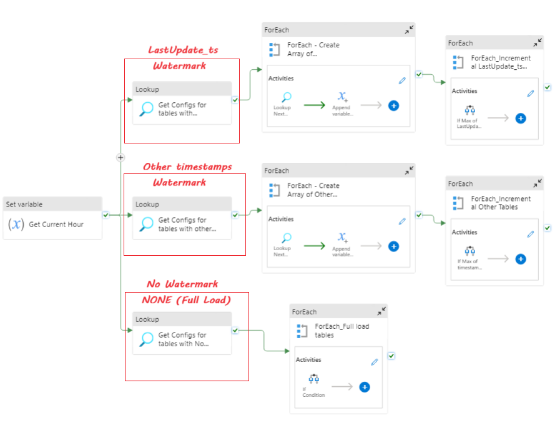 ForEach
ForEach - Create
Array of...
Activities
Lookup
Next...
Append
variable...
ForEach
ForEach_Increment
al LastUpdate_ts...
Activities
If Max of
LastUpda...
LastUpdate_ts
Watermark
Lookup
Get Configs for
tables with...
Other timestamps
Watermark
Lookup
Get Configs for
tables with other...
ForEach
ForEach - Create
Array of Other...
Activities
Lookup
Next...
Append
variable...
ForEach
ForEach_Increment
al Other Tables
Activities
If Max of
timestam...
Set variable
(x) Get Current Hour
No Watermark
NONE (Full Load)
Lookup
Get Configs for
tables with No...
ForEach
ForEach_Full load
tables
Activities
If
Condition